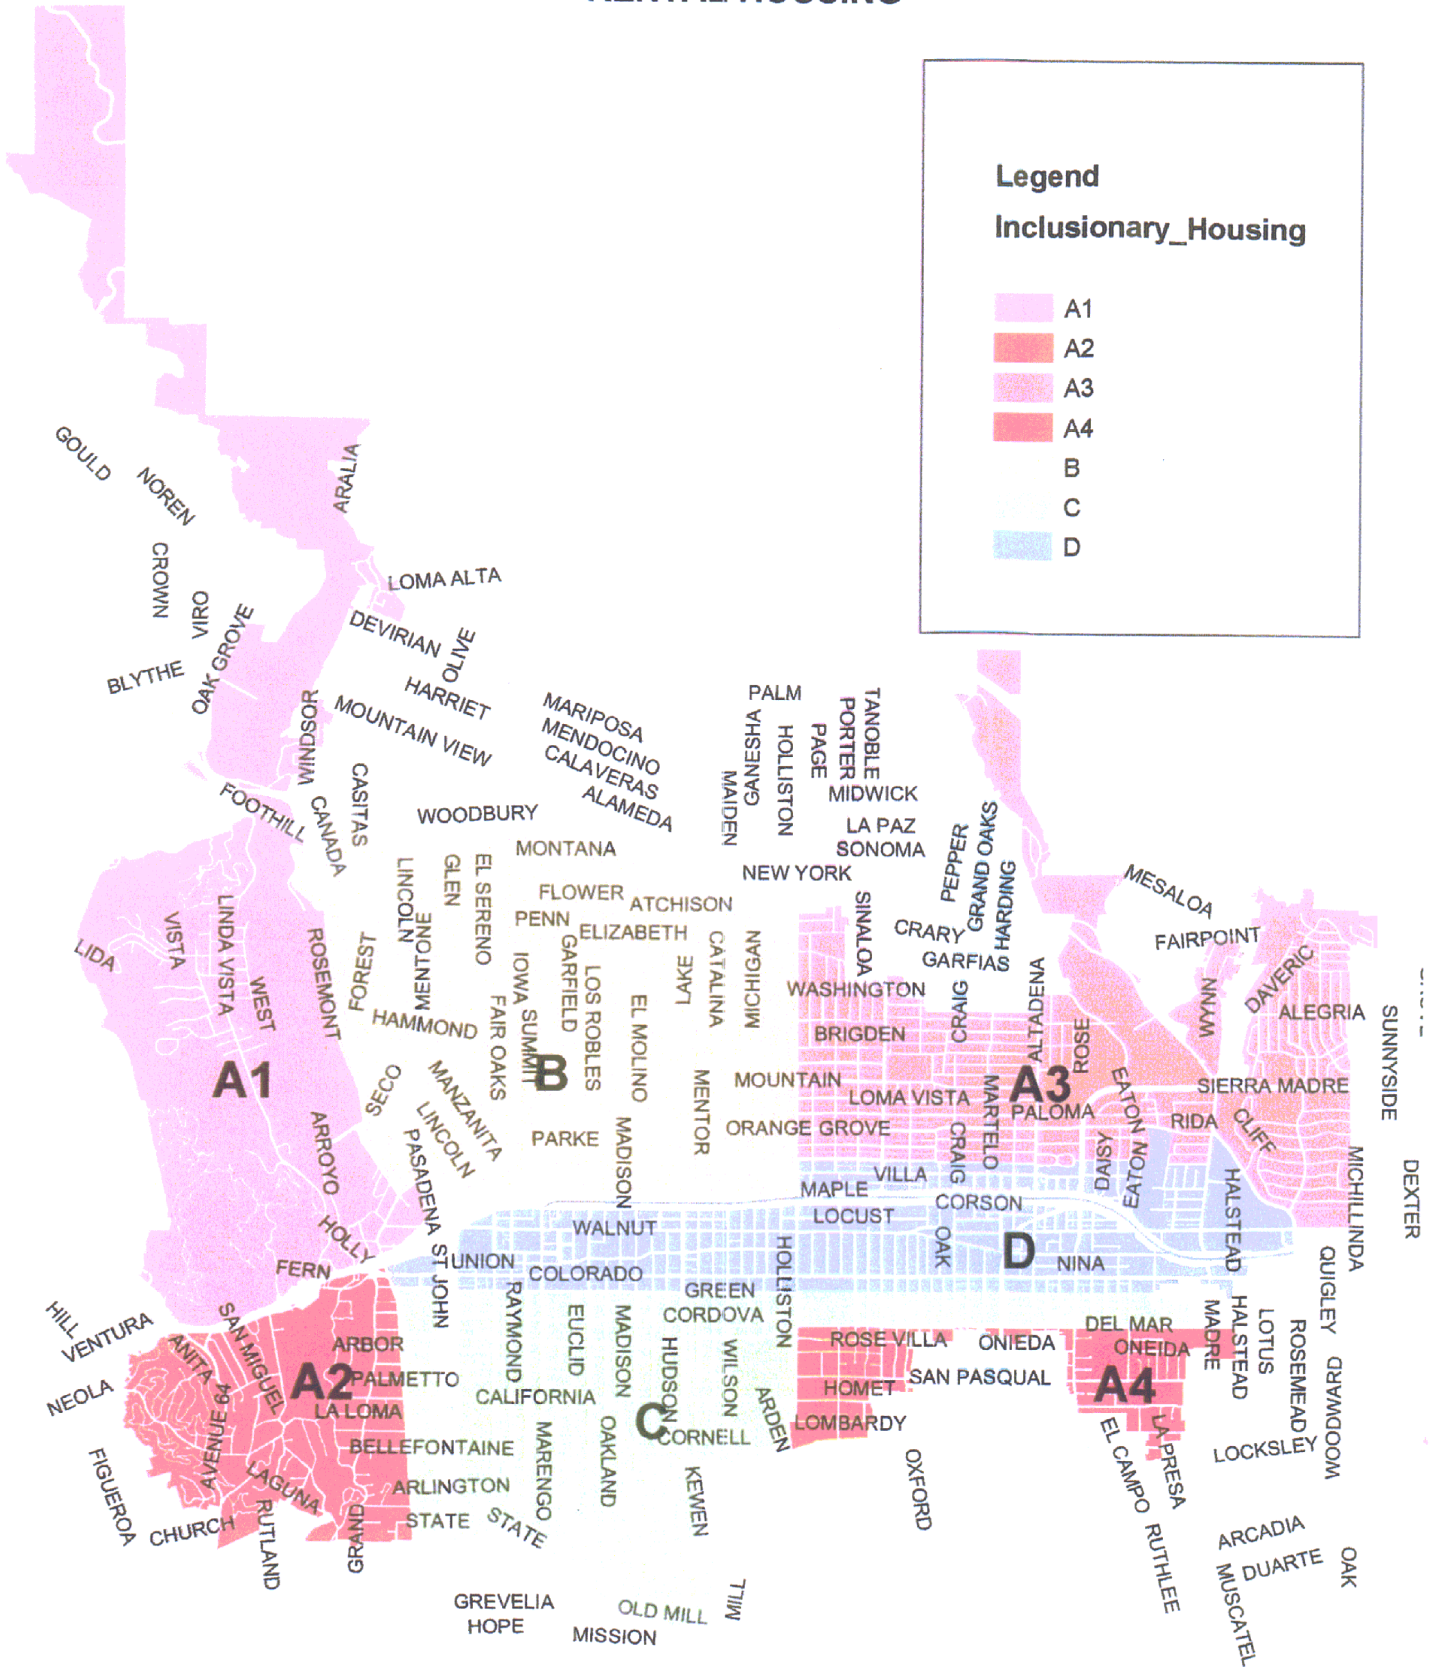 RENTAL HOUSING
Legend
Inclusionary_Housing
A1
A2
A3
A4
B
C
D
GOULD
NOREN
ARALIA
CROWN
VIRO
LOMA ALTA
OAK GROVE
DEVIRIAN
OLIVE
BLYTHE
HARRIET
WINDSOR
MOUNTAIN VIEW
MARIPOSA
MENDOCINO
CALAVERAS
ALAMEDA
PALM
GANESHA
HOLLISTON
PAGE
PORTER
TANOBLE
MAIDEN
MIDWICK
LA PAZ
SONOMA
NEW YORK
FOOTHILL
CANADA
CASITAS
WOODBURY
MONTANA
LINCOLN
GLEN
EL SERENO
FLOWER
ATCHISON
PENN
ELIZABETH
MENTONE
PEPPER
GRAND OAKS
HARDING
MESALOA
SINALOA
CRARY
GARFIAS
FAIRPOINT
LIDA
VISTA
LINDA VISTA
WEST
ROSEMONT
FOREST
HAMMOND
IOWA
SUMMIT
GARFIELD
LOS ROBLES
FAIR OAKS
EL MOLINO
LAKE
CATALINA
MICHIGAN
WASHINGTON
BRIGDEN
CRAIG
ALTADENA
ROSE
WYNN
DAVERIC
ALEGRIA
SUNNYSIDE
A1
B
A3
SECO
MANZANITA
LINCOLN
MENTOR
MOUNTAIN
LOMA VISTA
MARTELO
PALOMA
EATON
SIERRA MADRE
RIDA
CLIFF
ARROYO
PASADENA
PARKE
MADISON
ORANGE GROVE
CRAIG
DAISY
EATON
MICHILLINDA
DEXTER
VILLA
MAPLE
CORSON
LOCUST
HALSTEAD
HOLLY
WALNUT
OAK
D
NINA
FERN
ST JOHN
UNION
COLORADO
GREEN
HOLLISTON
QUIGLEY
HILL
VENTURA
SAN MIGUEL
ANITA
ARBOR
RAYMOND
EUCLID
MADISON
CORDOVA
HUDSON
WILSON
ROSE VILLA
ONIEDA
DEL MAR
ONEIDA
MADRE
HALSTEAD
LOTUS
ROSEMEAD
WOODWARD
NEOLA
A2
PALMETTO
CALIFORNIA
SAN PASQUAL
HOMET
A4
AVENUE 64
LA LOMA
C
ARDEN
LOMBARDY
CORNELL
EL CAMPO
LA PRESA
LOCKSLEY
FIGUEROA
BELLEFONTAINE
MARENGO
OAKLAND
LAGUNA
ARLINGTON
KEWEN
OXFORD
CHURCH
RUTLAND
GRAND
STATE
STATE
RUTHLEE
ARCADIA
DUARTE
OAK
MUSCATEL
GREVELIA
HOPE
OLD MILL
MILL
MISSION